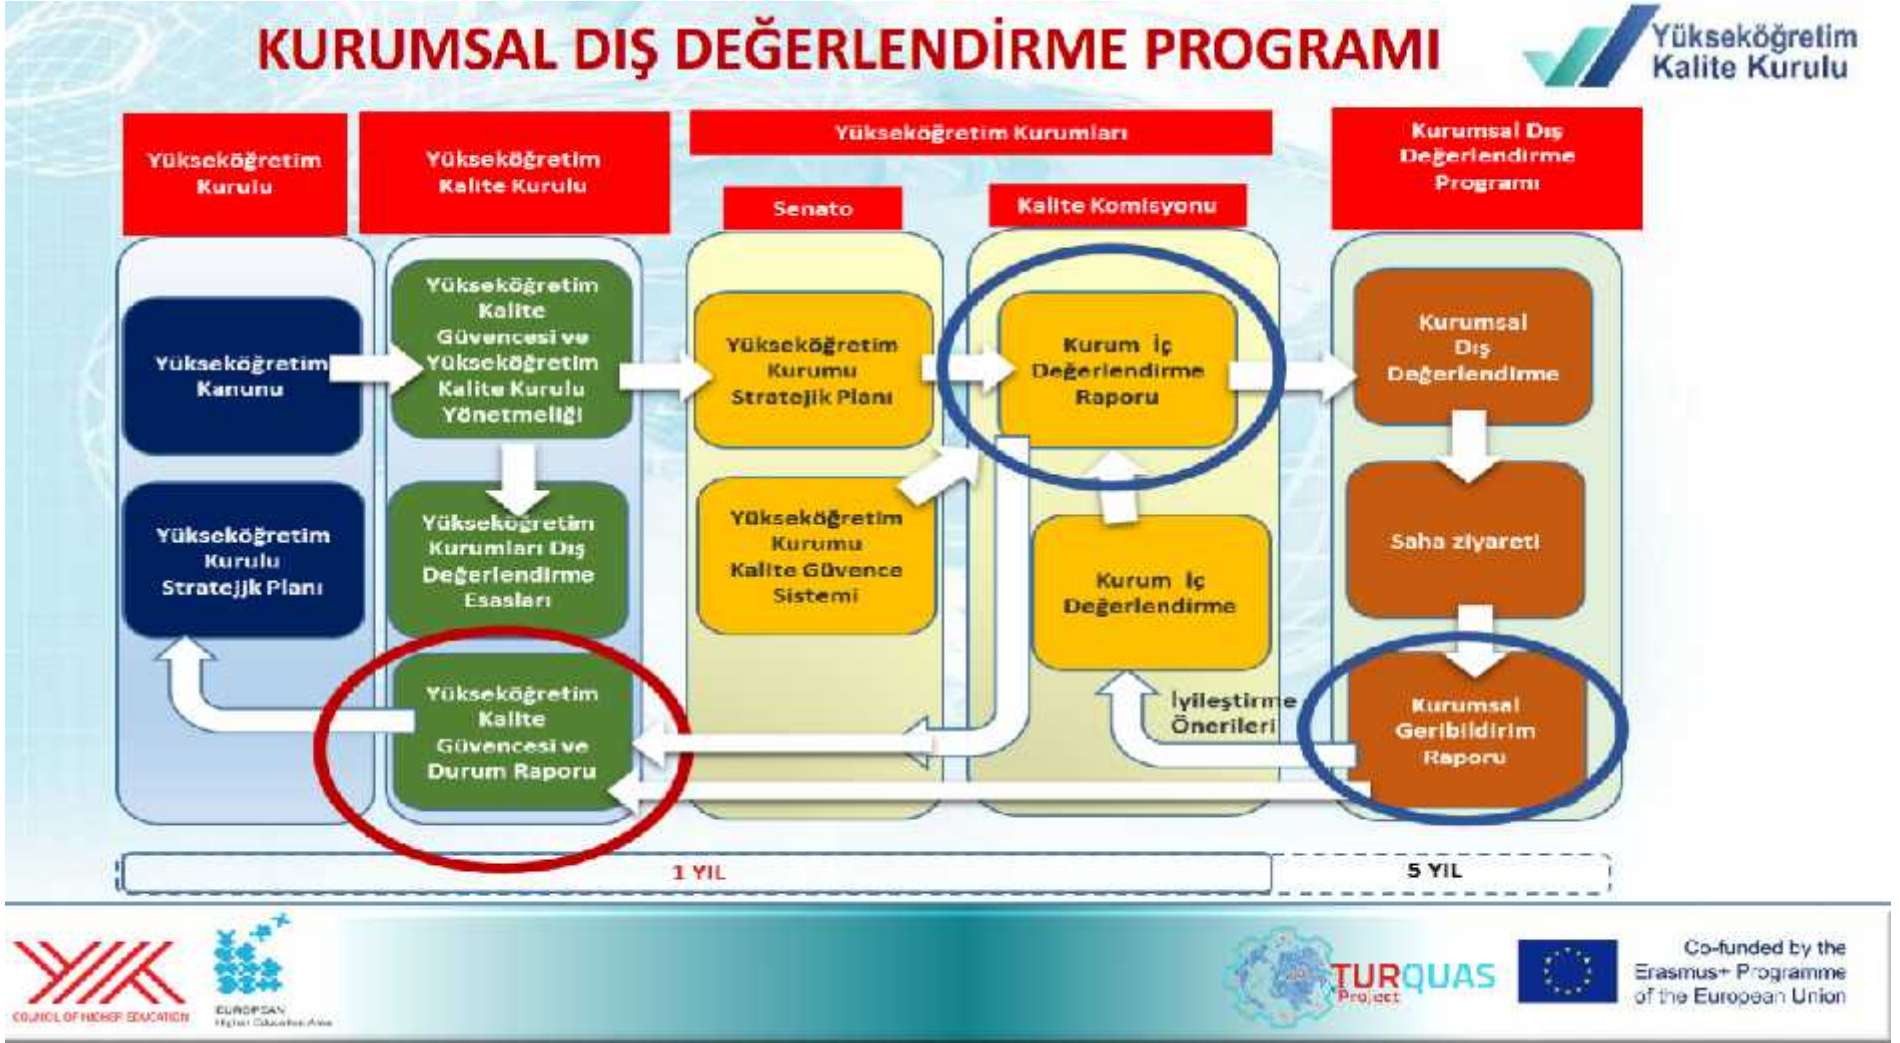 KURUMSAL DIŞ DEĞERLENDİRME PROGRAMI
Yükseköğretim
Kalite Kurulu
Yükseköğretim
Kurulu
Yükseköğretim
Kalite Kurulu
Yükseköğretim Kurumları
Senato
Kalite Komisyonu
Kurumsal Dış
Değerlendirme
Programı
Yükseköğretim
Kanunu
Yükseköğretim
Kurulu
Stratejjk Planı
Yükseköğretim
Kalite
Güvencesi ve
Yükseköğretim
Kalite Kurulu
Yönetmeliği
Yükseköğretim
Kurumları Dış
Değerlendirme
Esasları
Yükseköğretim
Kalite
Güvencesi ve
Durum Raporu
Yükseköğretim
Kurumu
Stratejik Planı
Yükseköğretim
Kurumu
Kalite Güvence
Sistemi
Kurum İç
Değerlendirme
Raporu
Kurum İç
Değerlendirme
İyileştirme
Önerileri
Kurumsal
Dış
Değerlendirme
Saha ziyareti
Kurumsal
Geribildirim
Raporu
1 YIL
5 YIL
COUNCIL OF HIGHER EDUCATION
EUROPEAN
Higher Education Area
TURQUAS
Project
Co-funded by the
Erasmus+ Programme
of the European Union